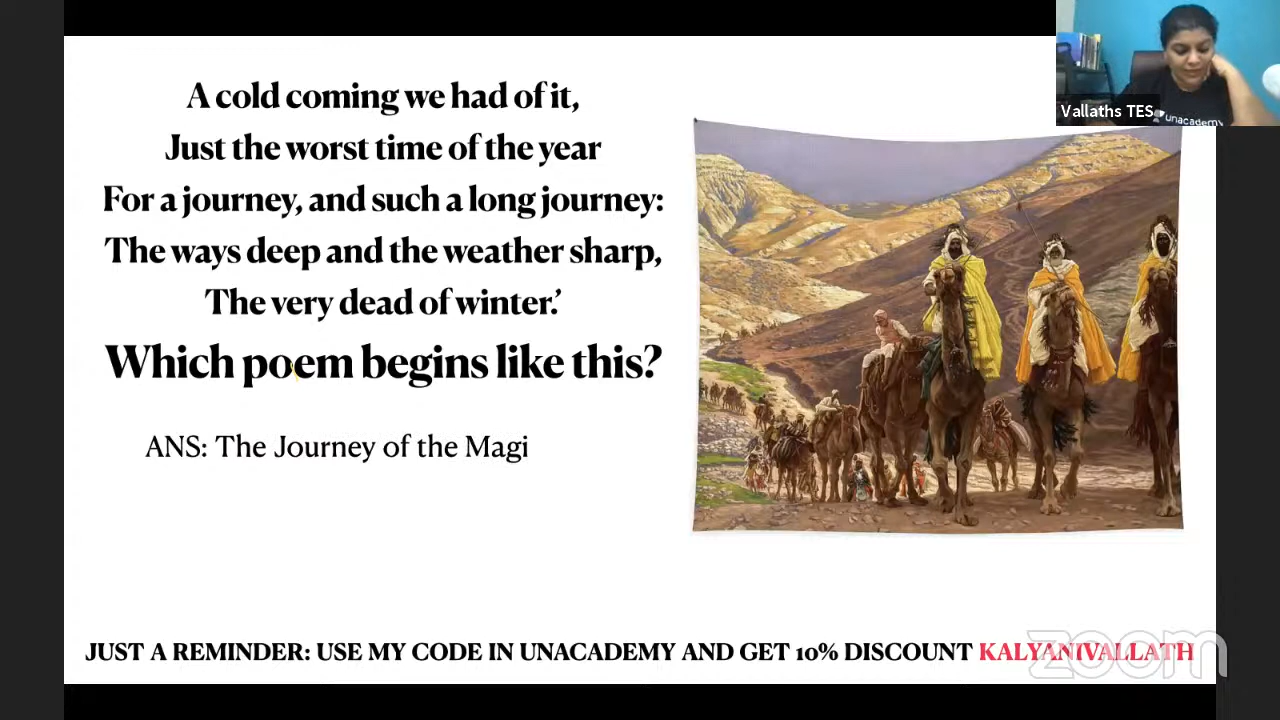 A cold coming we had of it,
Just the worst time of the year
For a journey, and such a long journey:
The ways deep and the weather sharp,
The very dead of winter.’
Which poem begins like this?
ANS: The Journey of the Magi
JUST A REMINDER: USE MY CODE IN UNACADEMY AND GET 10% DISCOUNT KALYANIVALLATH
Vallaths TES
unacademy
zoom